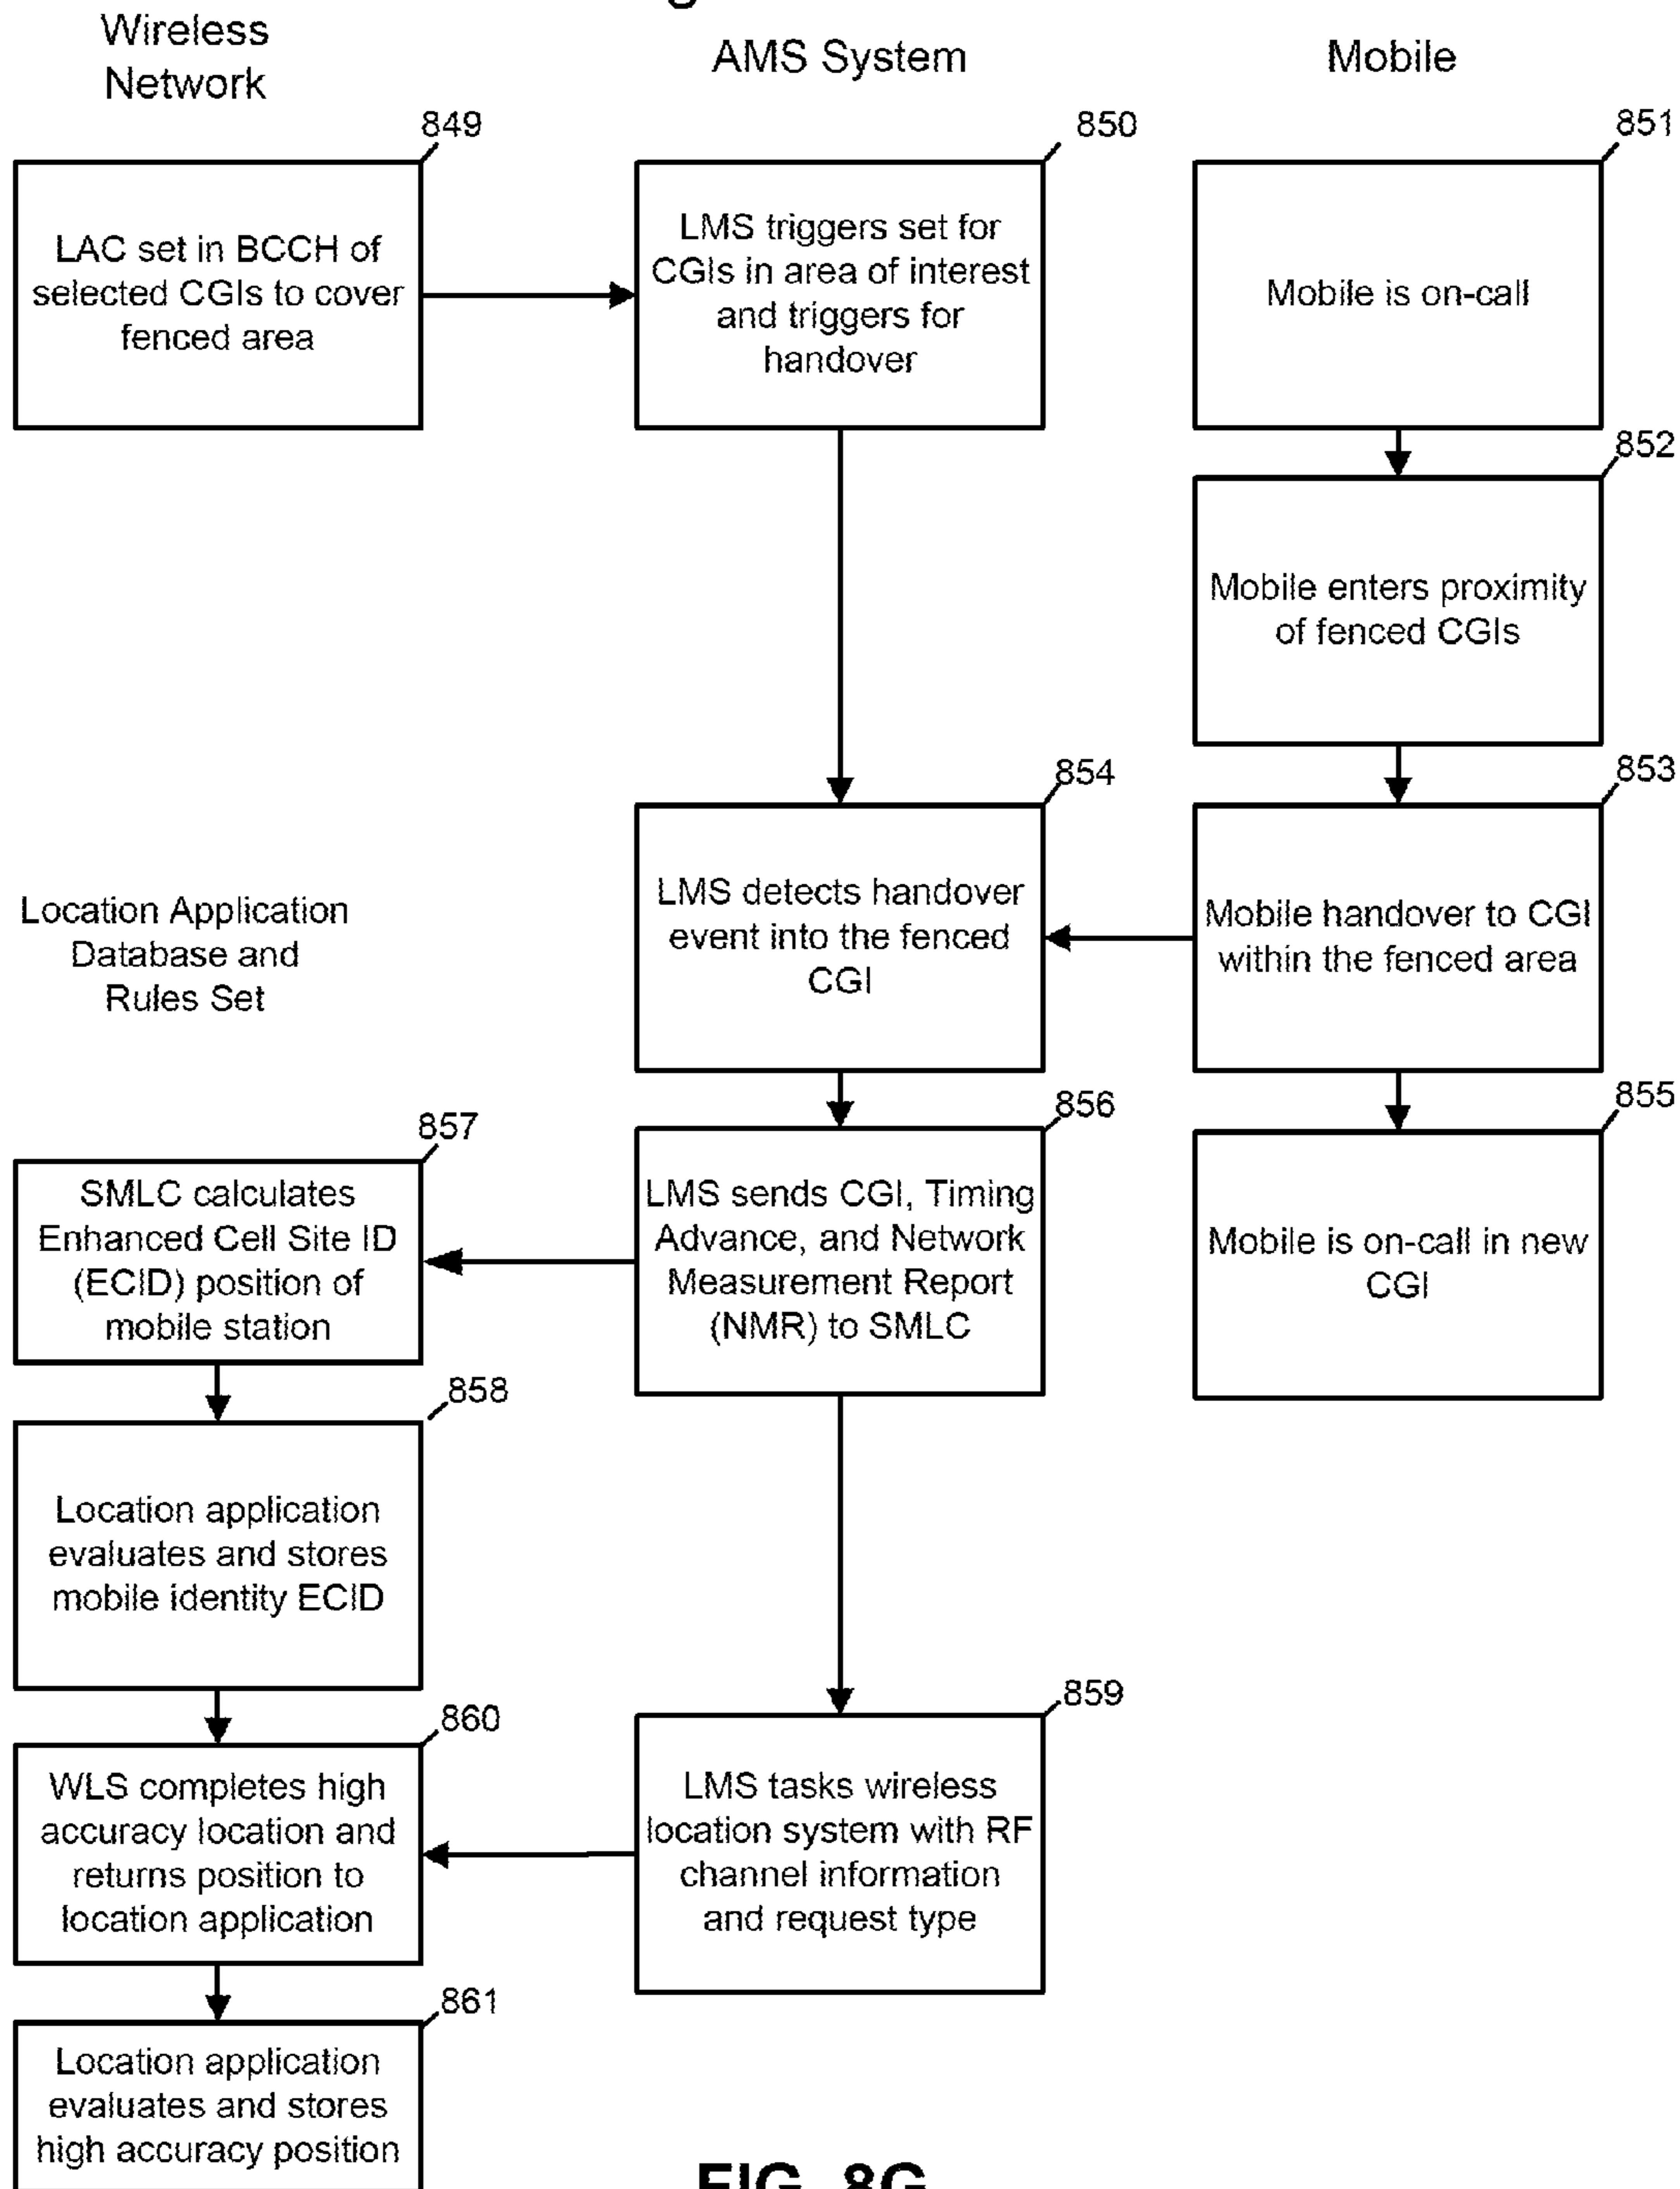 Wireless
Network
AMS System
Mobile
849
LAC set in BCCH of
selected CGIs to cover
fenced area
850
LMS triggers set for
CGIs in area of interest
and triggers for
handover
851
Mobile is on-call
852
Mobile enters proximity
of fenced CGIs
853
Mobile handover to CGI
within the fenced area
854
LMS detects handover
event into the fenced
CGI
Location Application
Database and
Rules Set
855
Mobile is on-call in new
CGI
856
LMS sends CGI, Timing
Advance, and Network
Measurement Report
(NMR) to SMLC
857
SMLC calculates
Enhanced Cell Site ID
(ECID) position of
mobile station
858
Location application
evaluates and stores
mobile identity ECID
859
LMS tasks wireless
location system with RF
channel information
and request type
860
WLS completes high
accuracy location and
returns position to
location application
861
Location application
evaluates and stores
high accuracy position
FIG. 8G